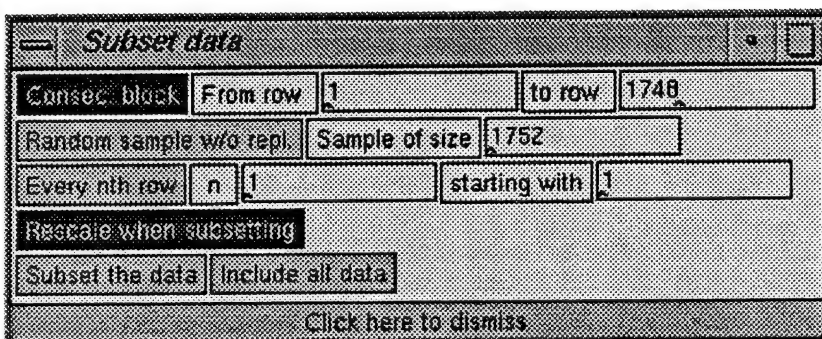 Subset data
Consec. block From row 1 to row 1748
Random sample w/o repl. Sample of size 1752
Every nth row n 1 starting with 1
Rescale when subsetting
Subset the data Include all data
Click here to dismiss